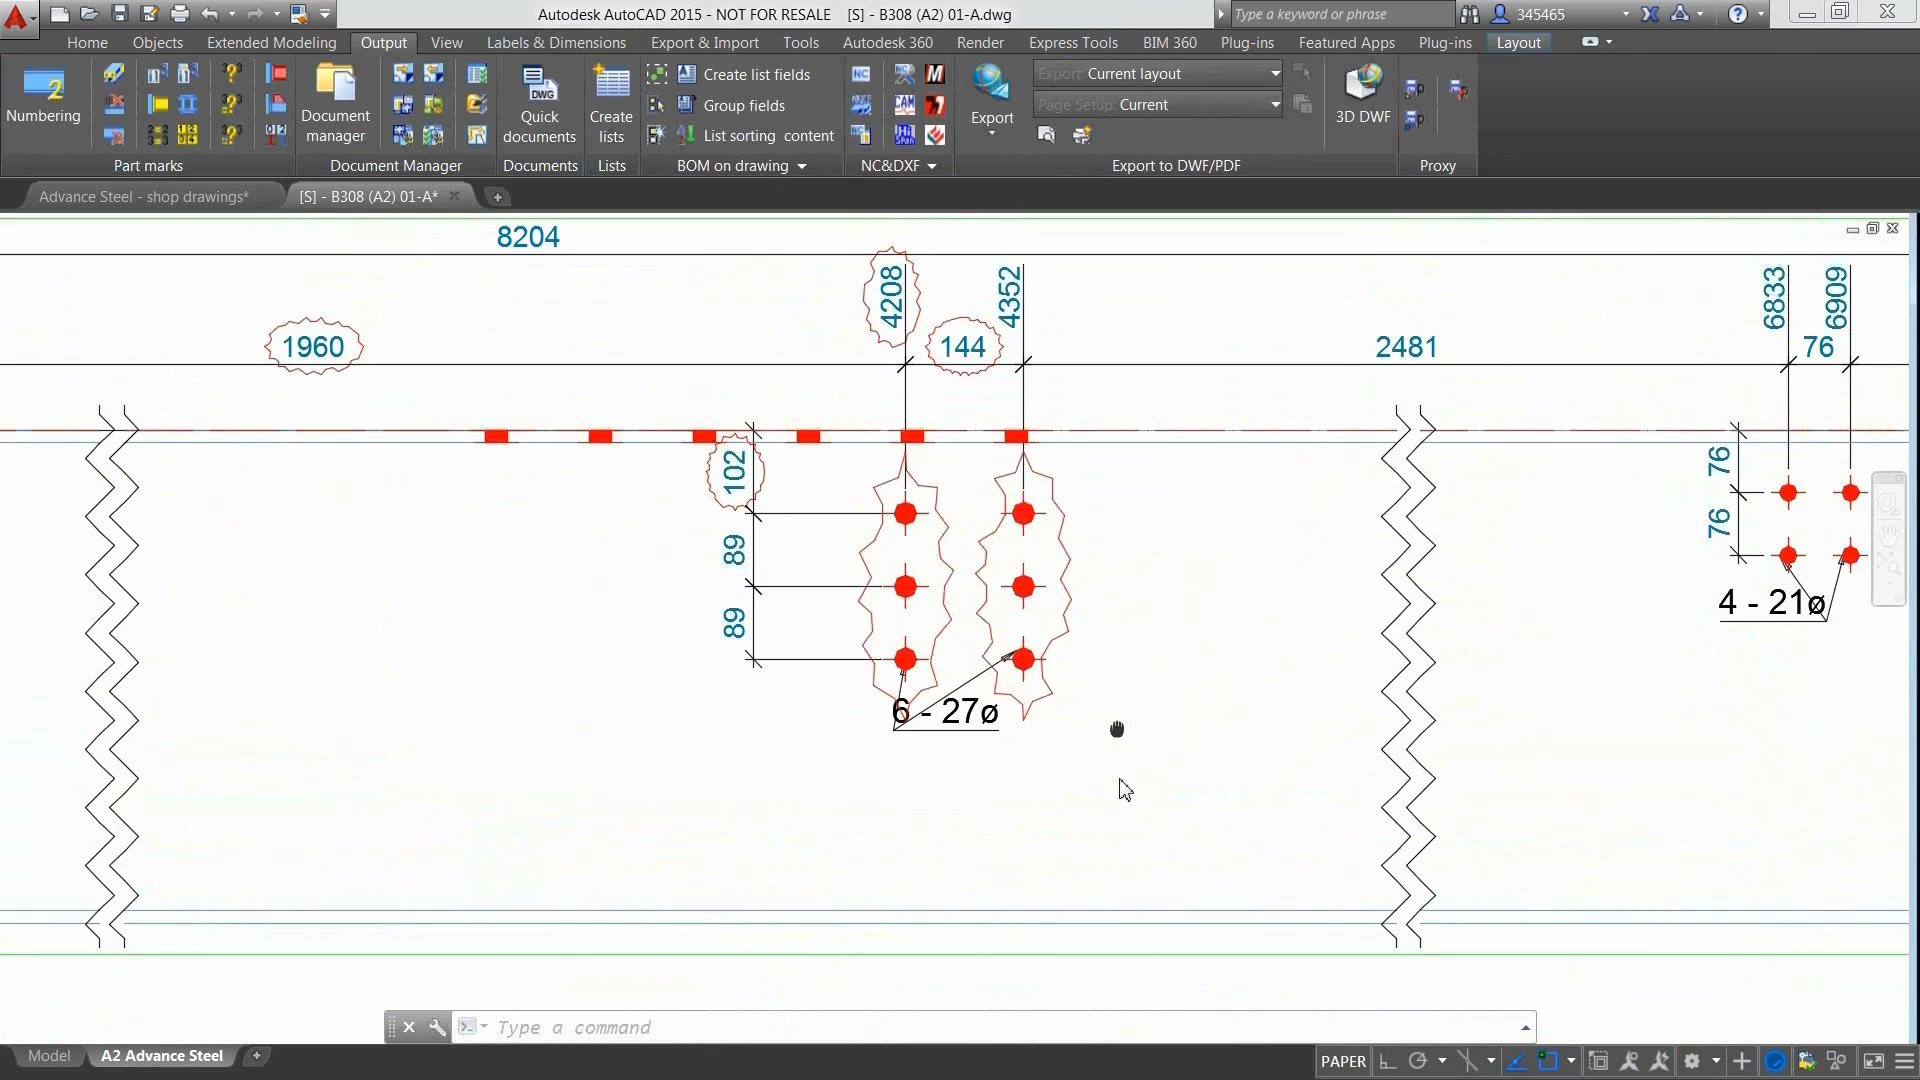 Autodesk AutoCAD 2015 - NOT FOR RESALE [S] - B308 (A2) 01-A.dwg
Type a keyword or phrase
345465
Home Objects Extended Modeling Output View Labels & Dimensions Export & Import Tools Autodesk 360 Render Express Tools BIM 360 Plug-ins Featured Apps Plug-ins Layout
Numbering
Document manager
Quick documents
Create lists
Create list fields
Group fields
List sorting content
Export
Export: Current layout
Page Setup: Current
3D DWF
Part marks Document Manager Documents Lists BOM on drawing NC&DXF Export to DWF/PDF Proxy
Advance Steel - shop drawings* [S] - B308 (A2) 01-A*
8204
4208
4352
6833
6909
1960
144
2481
76
102
89
89
76
76
6 - 27ø
4 - 21ø
Type a command
Model A2 Advance Steel
PAPER